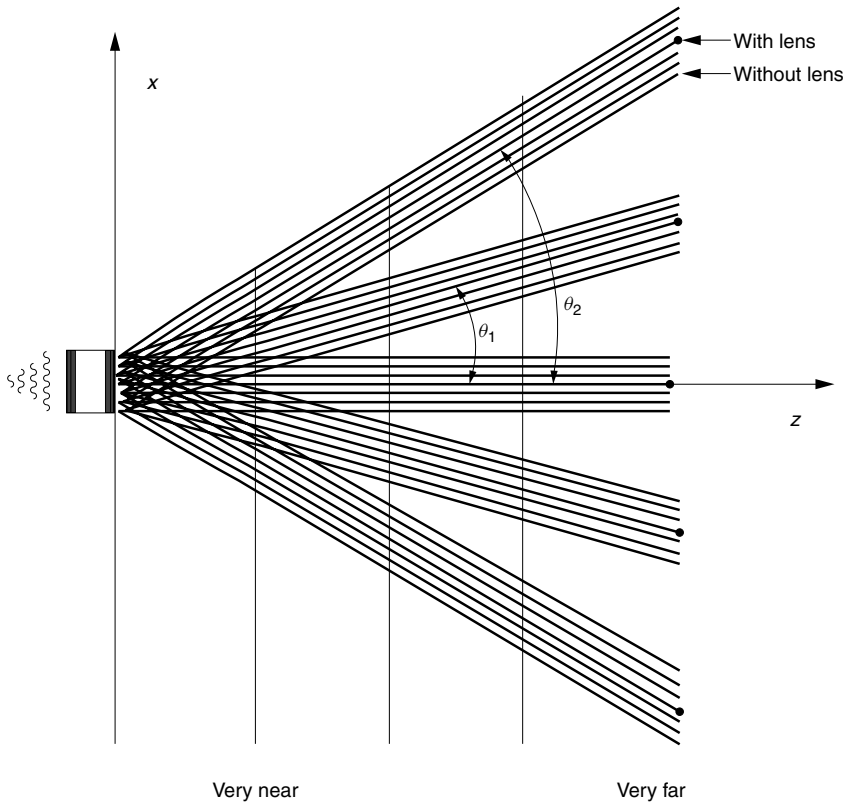 With lens
x
Without lens
θ2
θ1
z
Very near
Very far